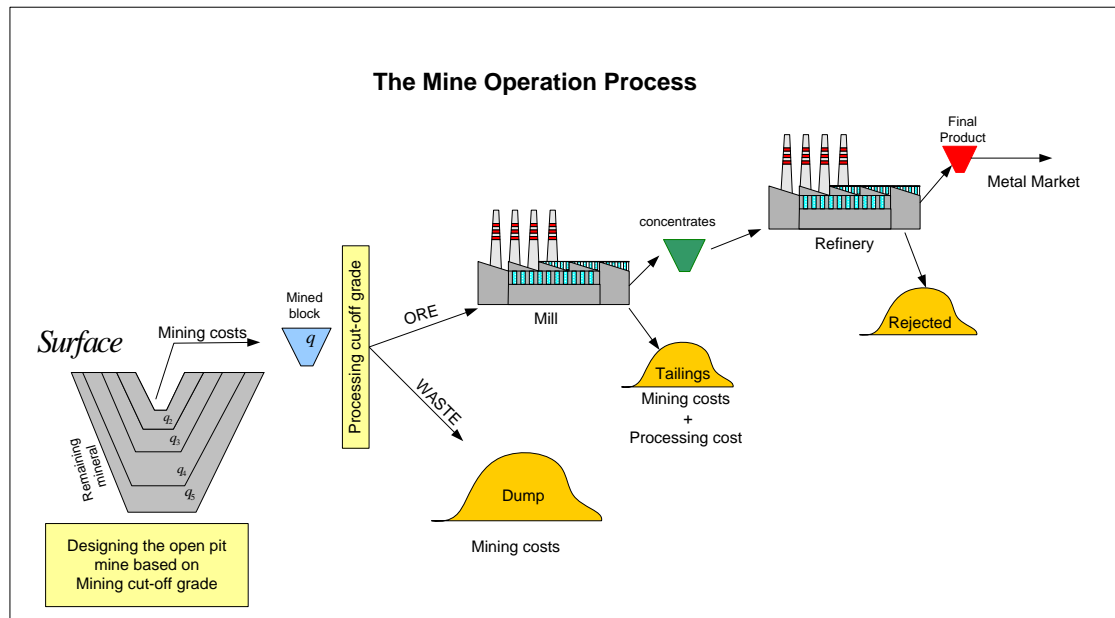 The Mine Operation Process
Final
Product
Metal Market
concentrates
Refinery
Mined
block
q
Processing cut-off grade
ORE
Mill
Rejected
Mining costs
Surface
WASTE
Tailings
Mining costs
+
Processing cost
q2
q3
q4
q5
Remaining
mineral
Dump
Mining costs
Designing the open pit
mine based on
Mining cut-off grade